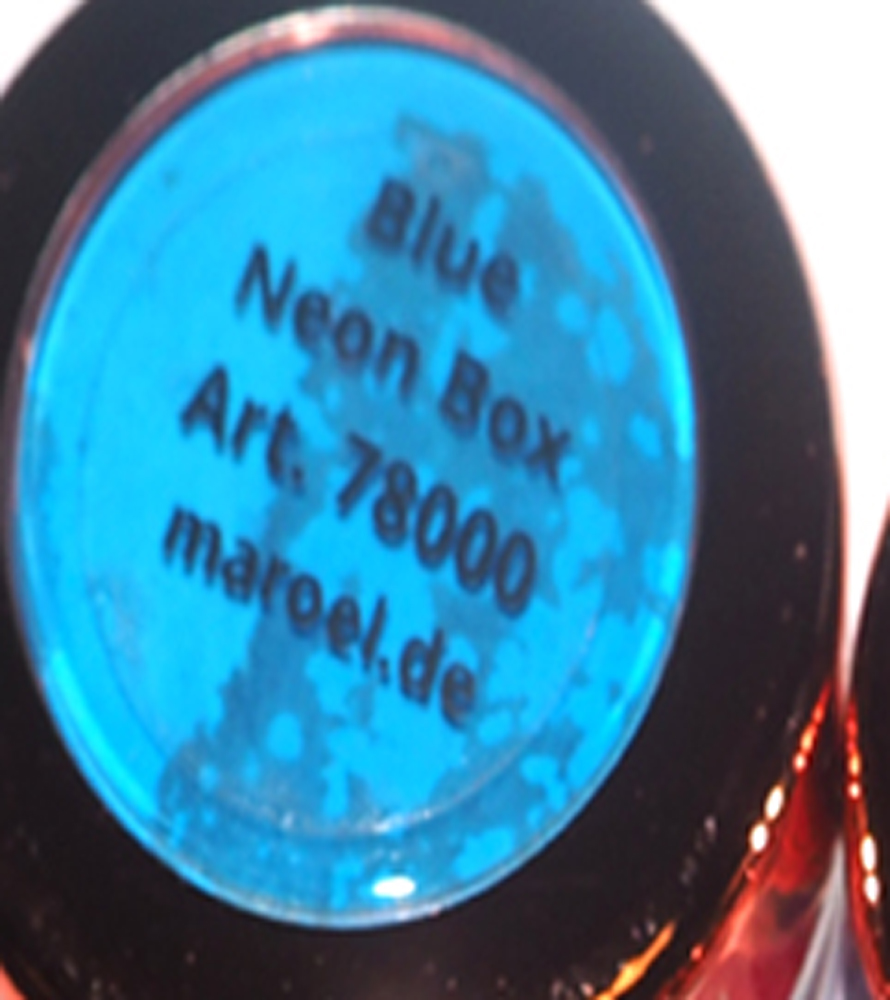 Blue
Neon Box
Art. 78000
maroel.de